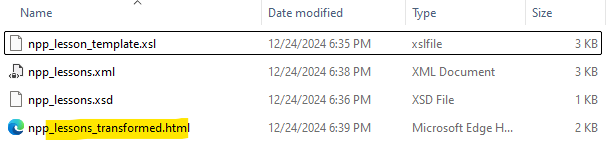 Name Date modified Type Size
npp_lesson_template.xsl 12/24/2024 6:35 PM xslfile 3 KB
npp_lessons.xml 12/24/2024 6:38 PM XML Document 3 KB
npp_lessons.xsd 12/24/2024 6:36 PM XSD File 1 KB
npp_lessons_transformed.html 12/24/2024 6:39 PM Microsoft Edge H... 2 KB